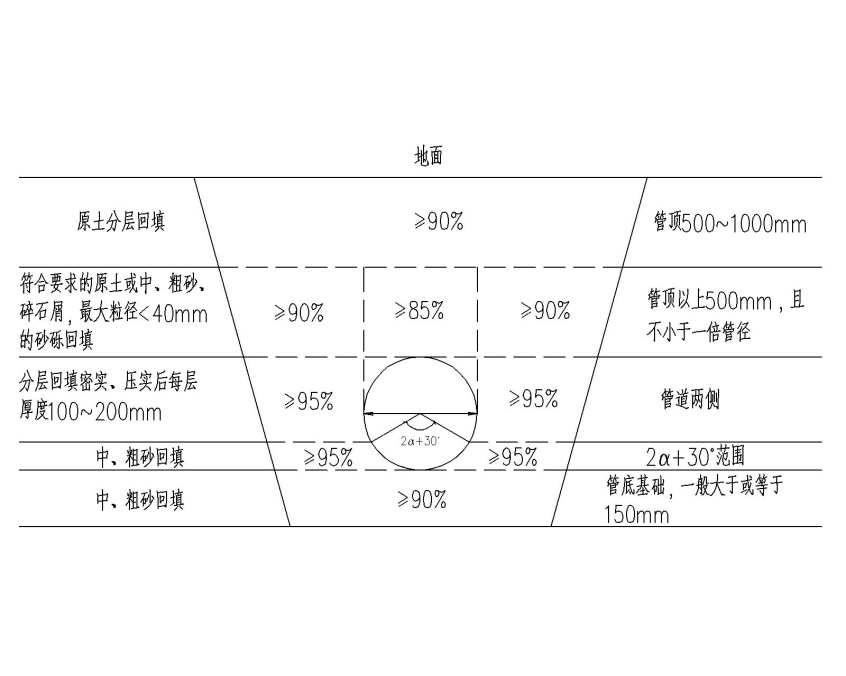 地面
原土分层回填
≥90%
管顶500~1000mm
符合要求的原土或中、粗砂、
碎石屑,最大粒径<40mm
的砂砾回填
≥90%
≥85%
≥90%
管顶以上500mm,且
不小于一倍管径
分层回填密实、压实后每层
厚度100~200mm
≥95%
≥95%
管道两侧
2α+30°
中、粗砂回填
≥95%
≥95%
2α+30°范围
中、粗砂回填
≥90%
管底基础,一般大于或等于
150mm